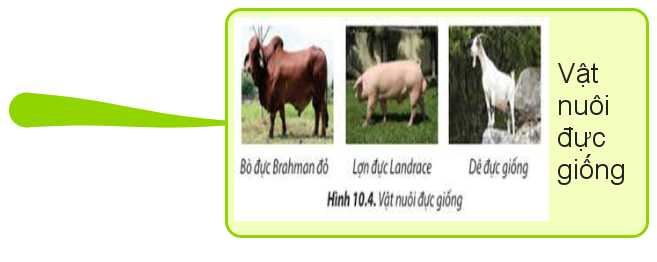 Bò đực Brahman đỏ Lợn đực Landrace Dê đực giống
Hình 10.4. Vật nuôi đực giống
Vật
nuôi
đực
giống